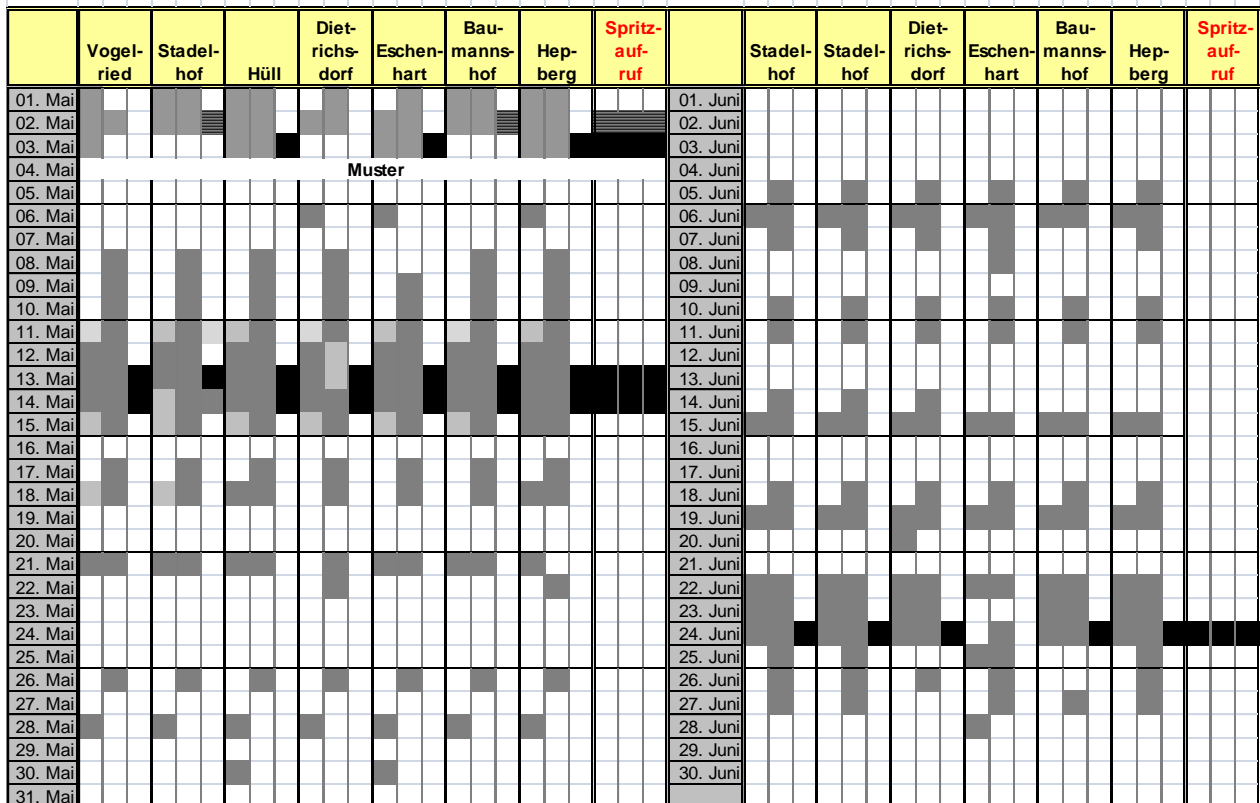 Vogel-ried Stadel-hof Hüll Diet-richs-dorf Eschen-hart Bau-manns-hof Hep-berg Spritz-auf-ruf Stadel-hof Stadel-hof Diet-richs-dorf Eschen-hart Bau-manns-hof Hep-berg Spritz-auf-ruf
01. Mai 01. Juni
02. Mai 02. Juni
03. Mai 03. Juni
04. Mai Muster 04. Juni
05. Mai 05. Juni
06. Mai 06. Juni
07. Mai 07. Juni
08. Mai 08. Juni
09. Mai 09. Juni
10. Mai 10. Juni
11. Mai 11. Juni
12. Mai 12. Juni
13. Mai 13. Juni
14. Mai 14. Juni
15. Mai 15. Juni
16. Mai 16. Juni
17. Mai 17. Juni
18. Mai 18. Juni
19. Mai 19. Juni
20. Mai 20. Juni
21. Mai 21. Juni
22. Mai 22. Juni
23. Mai 23. Juni
24. Mai 24. Juni
25. Mai 25. Juni
26. Mai 26. Juni
27. Mai 27. Juni
28. Mai 28. Juni
29. Mai 29. Juni
30. Mai 30. Juni
31. Mai